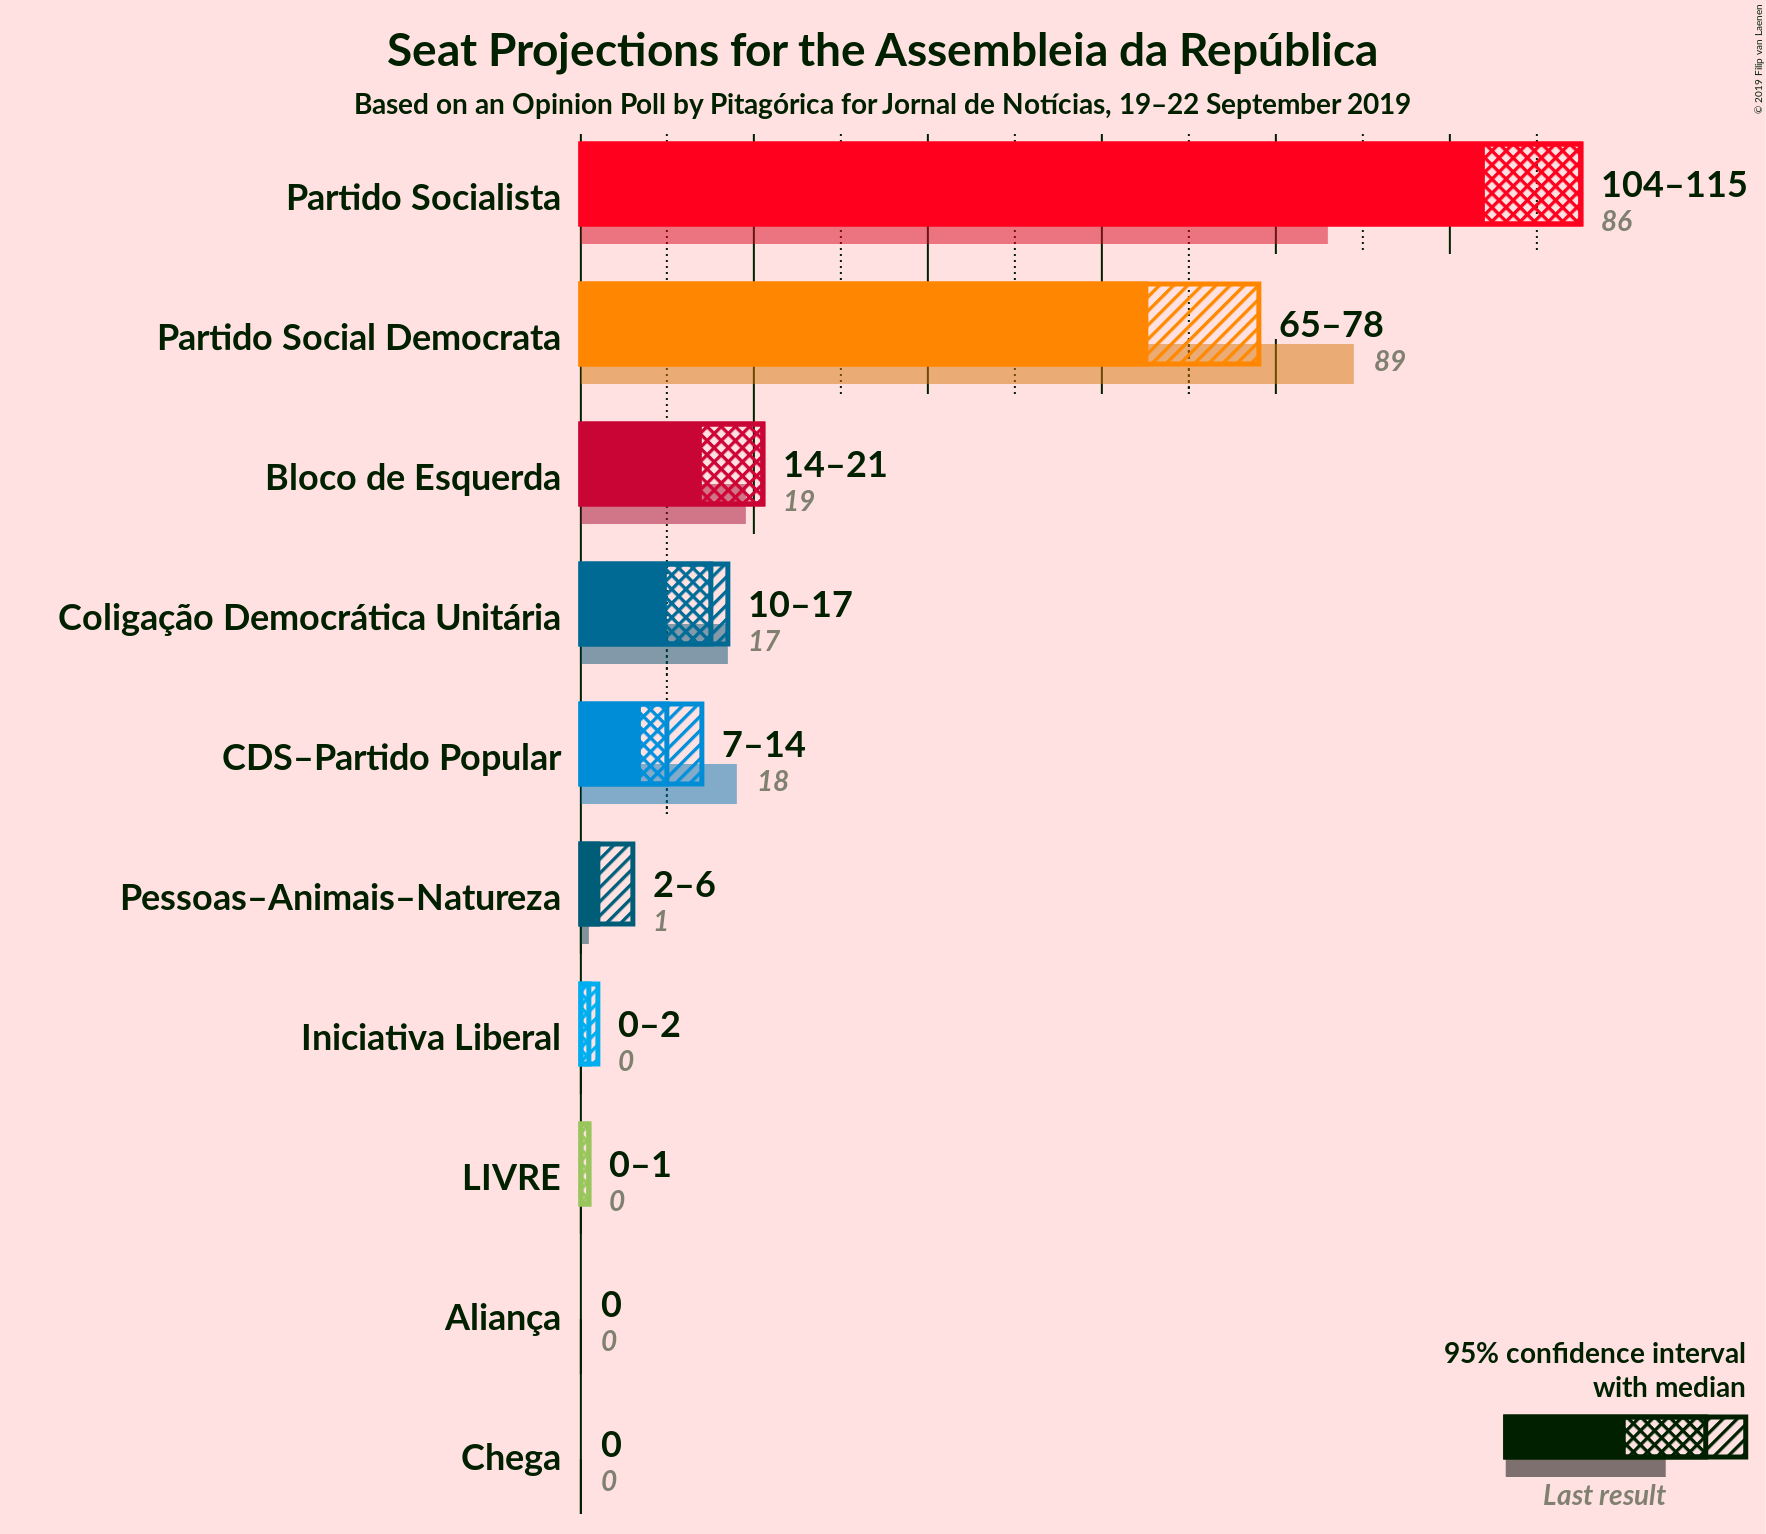 Seat Projections for the Assembleia da República
Based on an Opinion Poll by Pitagórica for Jornal de Notícias, 19–22 September 2019
© 2019 Filip van Laenen
Partido Socialista
104–115
86
Partido Social Democrata
65–78
89
Bloco de Esquerda
14–21
19
Coligação Democrática Unitária
10–17
17
CDS–Partido Popular
7–14
18
Pessoas–Animais–Natureza
2–6
1
Iniciativa Liberal
0–2
0
LIVRE
0–1
0
Aliança
0
0
Chega
0
0
95% confidence interval
with median
Last result